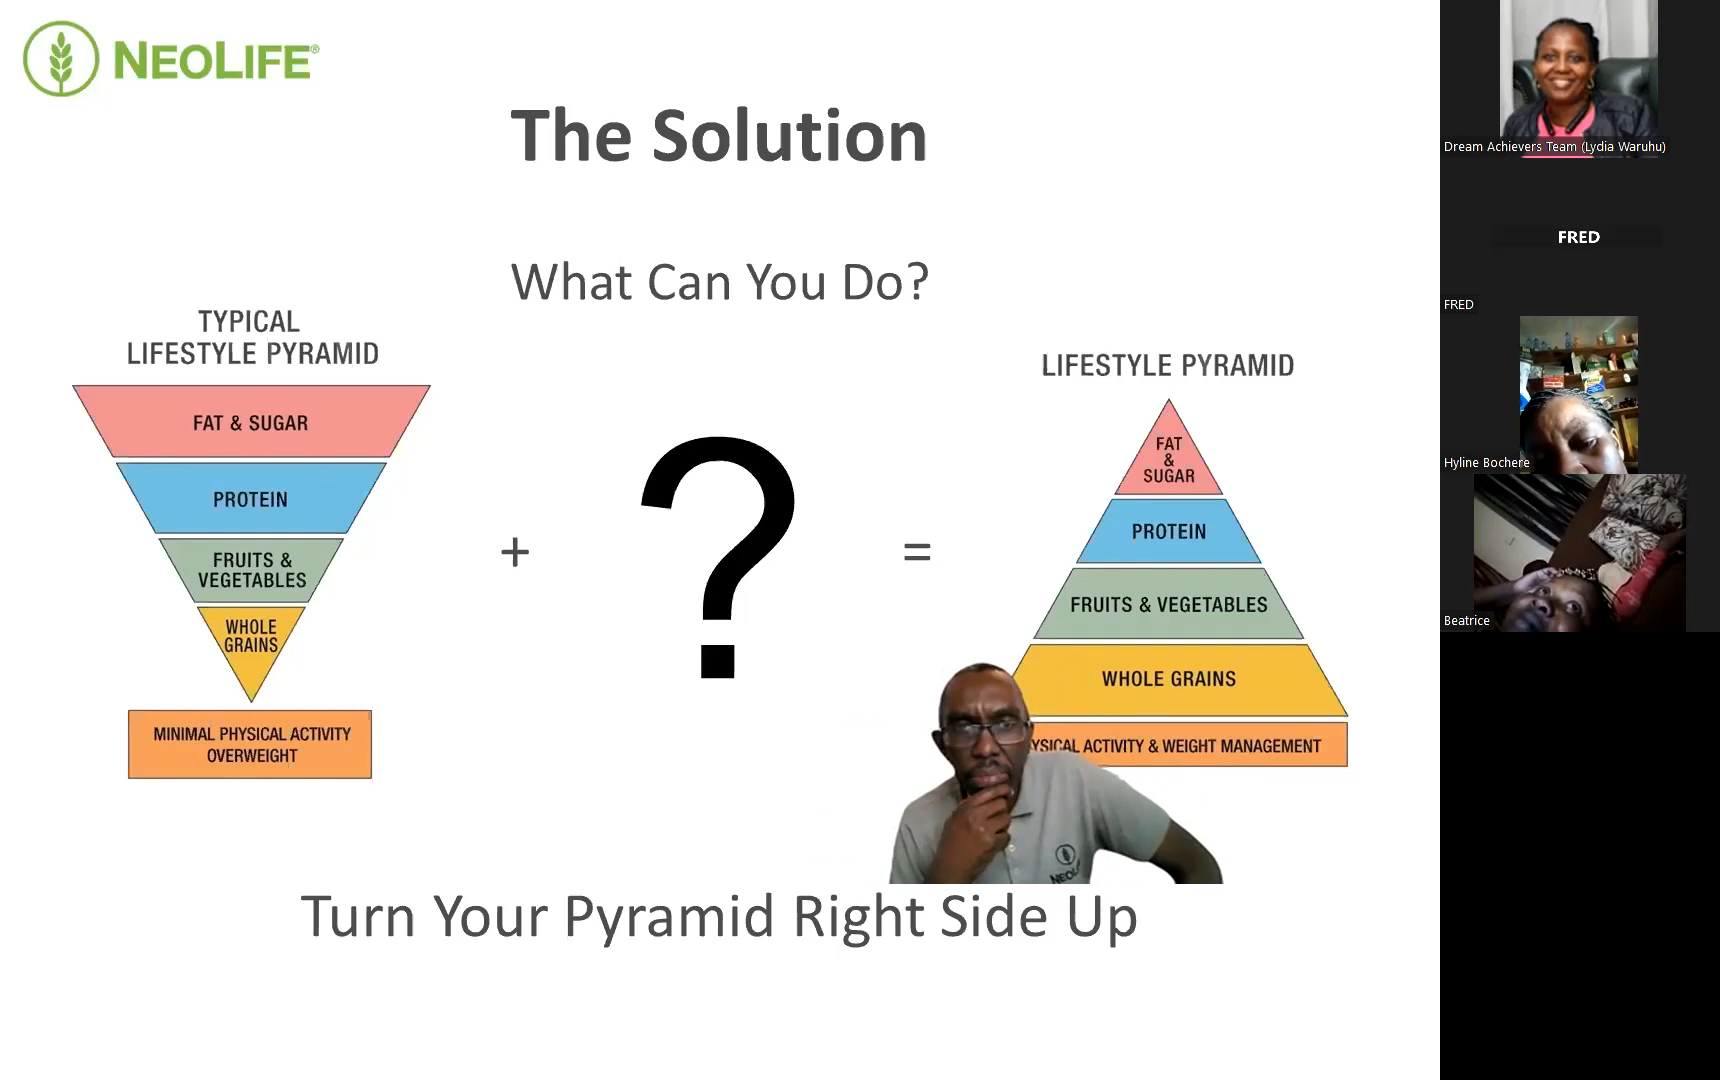 NEOLIFE®
The Solution
What Can You Do?
TYPICAL
LIFESTYLE PYRAMID
FAT & SUGAR
PROTEIN
FRUITS &
VEGETABLES
WHOLE
GRAINS
MINIMAL PHYSICAL ACTIVITY
OVERWEIGHT
+
?
=
LIFESTYLE PYRAMID
FAT
&
SUGAR
PROTEIN
FRUITS & VEGETABLES
WHOLE GRAINS
YSICAL ACTIVITY & WEIGHT MANAGEMENT
NEOLIFE
Turn Your Pyramid Right Side Up
Dream Achievers Team (Lydia Waruhu)
FRED
FRED
Hyline Bochere
Beatrice